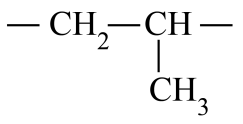 — CH₂ — CH —
|
CH₃